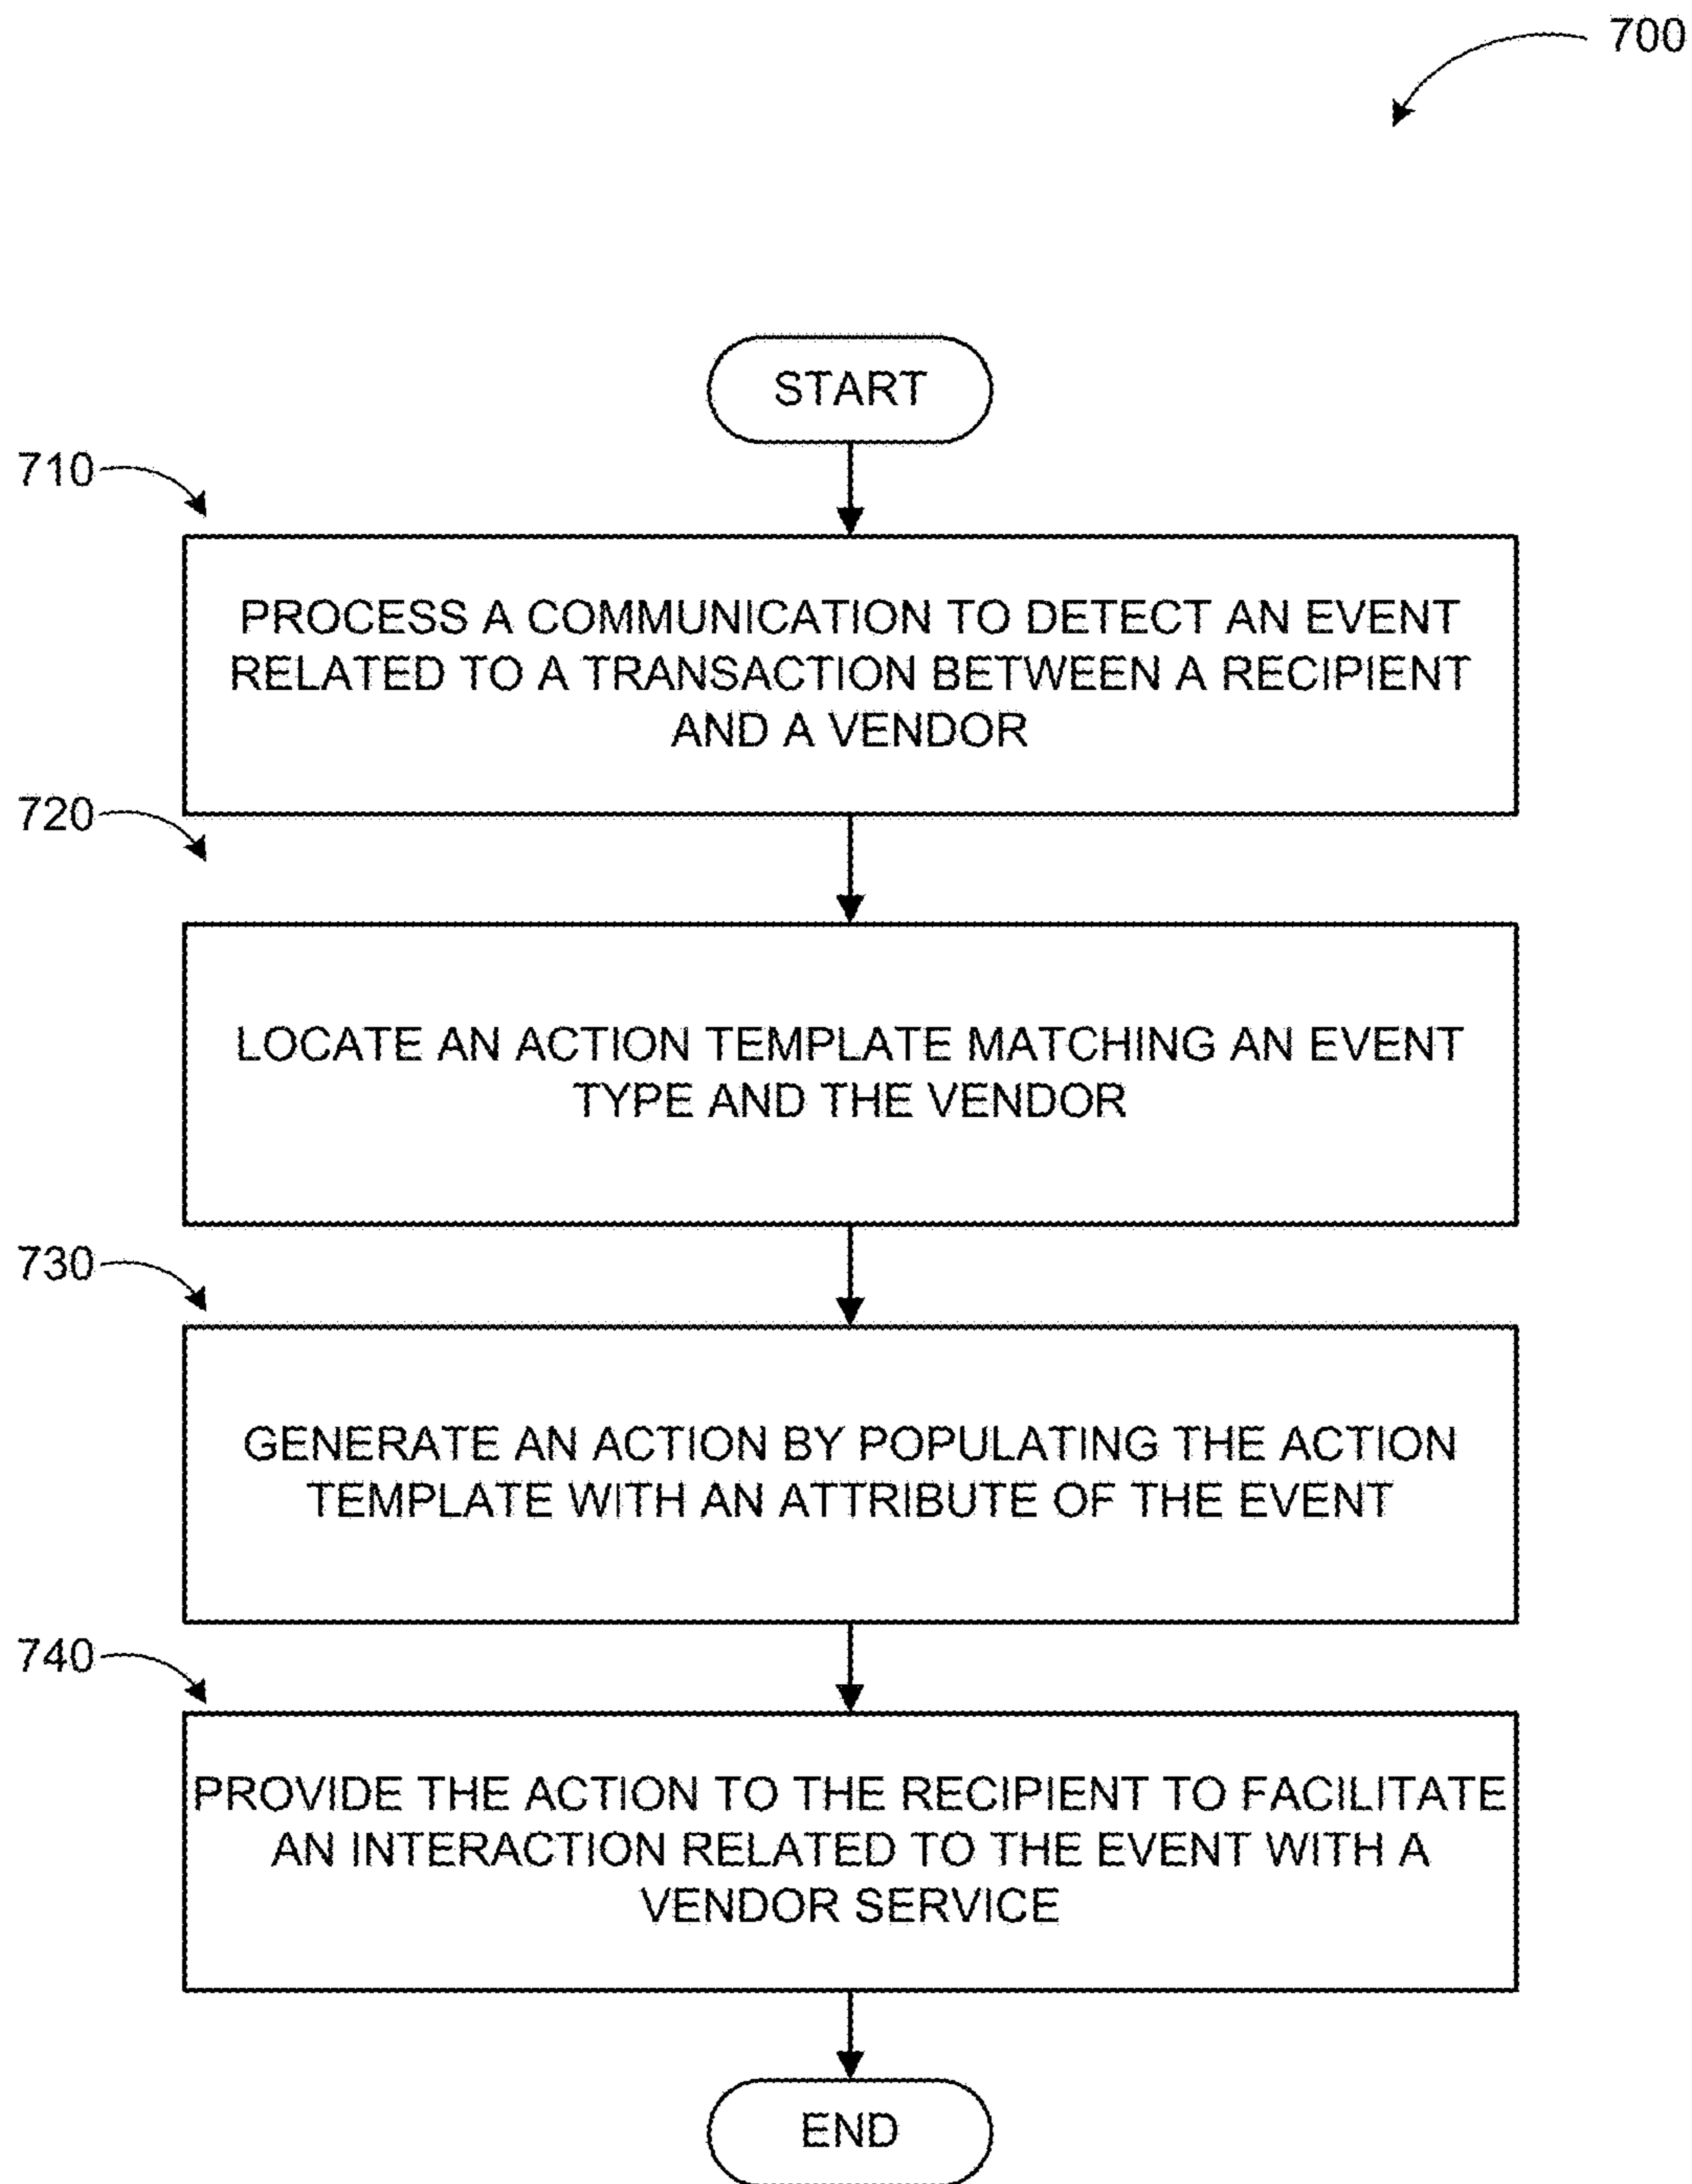 700
START
710
PROCESS A COMMUNICATION TO DETECT AN EVENT
RELATED TO A TRANSACTION BETWEEN A RECIPIENT
AND A VENDOR
720
LOCATE AN ACTION TEMPLATE MATCHING AN EVENT
TYPE AND THE VENDOR
730
GENERATE AN ACTION BY POPULATING THE ACTION
TEMPLATE WITH AN ATTRIBUTE OF THE EVENT
740
PROVIDE THE ACTION TO THE RECIPIENT TO FACILITATE
AN INTERACTION RELATED TO THE EVENT WITH A
VENDOR SERVICE
END